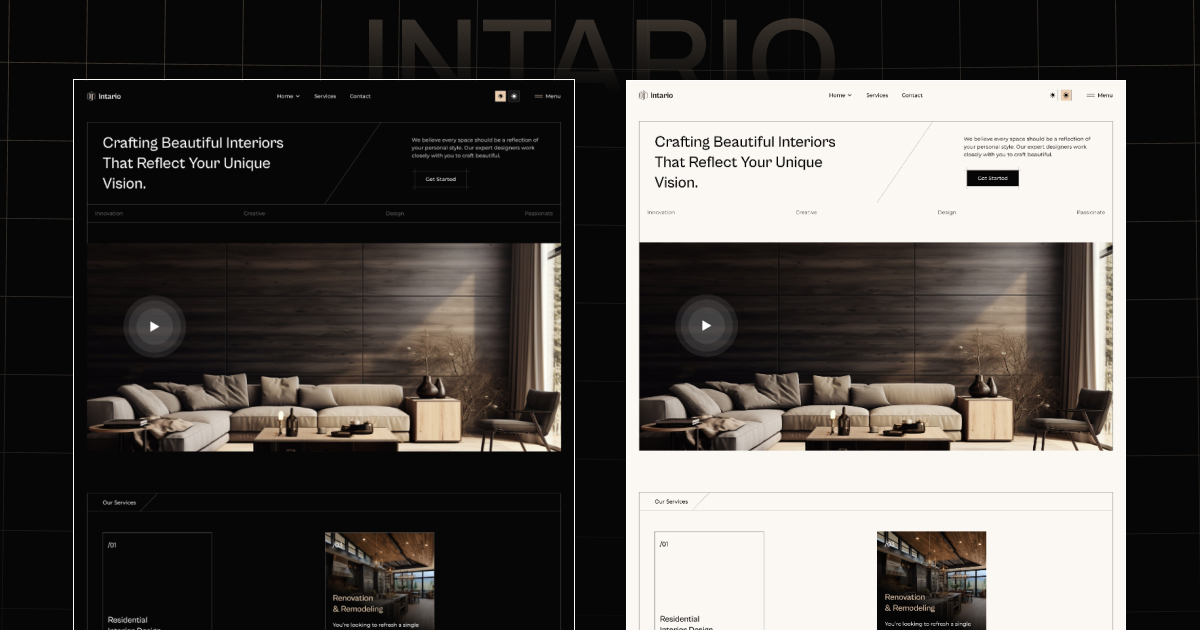 INTARIO
Intario
Home Services Contact
Menu
Crafting Beautiful Interiors
That Reflect Your Unique
Vision.
We believe every space should be a reflection of
your personal style. Our expert designers work
closely with you to craft beautiful.
Get Started
Innovation Creative Design Passionate
Our Services
/01
Residential
Interior Design
/03
Renovation
& Remodeling
You're looking to refresh a single
Intario
Home Services Contact
Menu
Crafting Beautiful Interiors
That Reflect Your Unique
Vision.
We believe every space should be a reflection of
your personal style. Our expert designers work
closely with you to craft beautiful.
Get Started
Innovation Creative Design Passionate
Our Services
/01
Residential
Interior Design
/03
Renovation
& Remodeling
You're looking to refresh a single